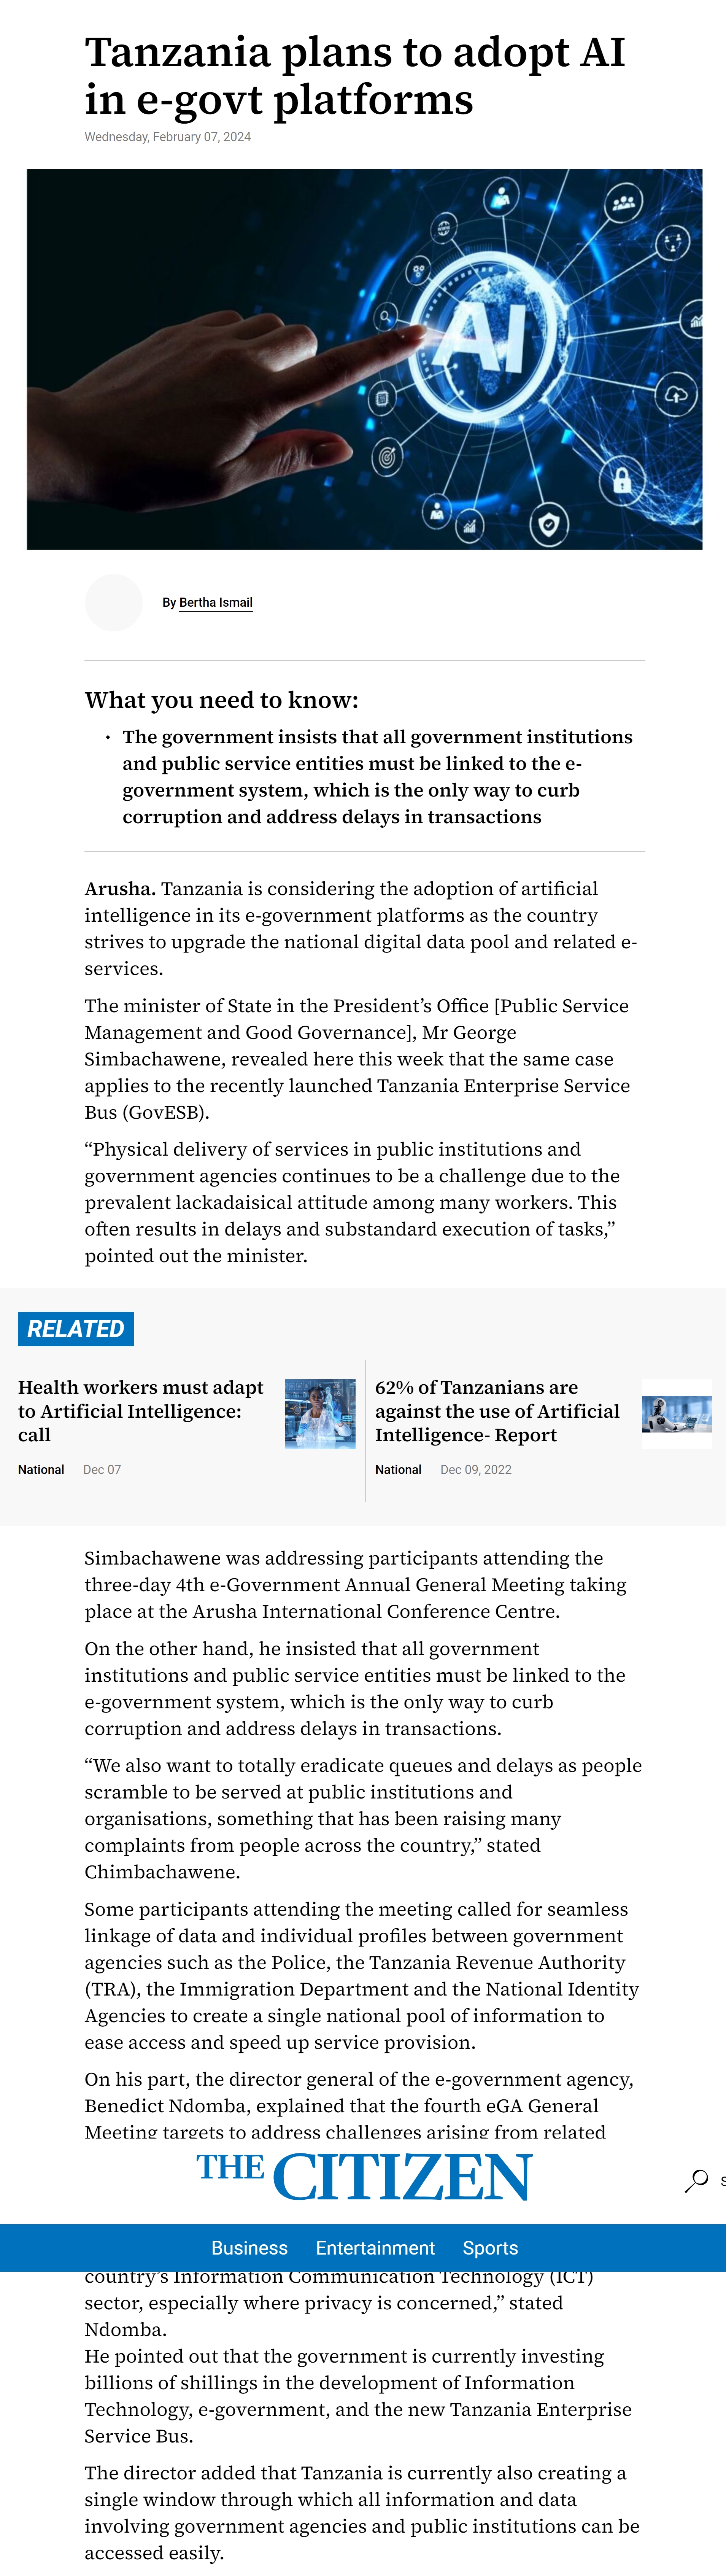 Tanzania plans to adopt AI
in e-govt platforms
Wednesday, February 07, 2024
AI
By Bertha Ismail
What you need to know:
• The government insists that all government institutions
and public service entities must be linked to the e-
government system, which is the only way to curb
corruption and address delays in transactions
Arusha. Tanzania is considering the adoption of artificial
intelligence in its e-government platforms as the country
strives to upgrade the national digital data pool and related e-
services.
The minister of State in the President’s Office [Public Service
Management and Good Governance], Mr George
Simbachawene, revealed here this week that the same case
applies to the recently launched Tanzania Enterprise Service
Bus (GovESB).
“Physical delivery of services in public institutions and
government agencies continues to be a challenge due to the
prevalent lackadaisical attitude among many workers. This
often results in delays and substandard execution of tasks,”
pointed out the minister.
RELATED
Health workers must adapt
to Artificial Intelligence:
call
National Dec 07
62% of Tanzanians are
against the use of Artificial
Intelligence- Report
National Dec 09, 2022
Simbachawene was addressing participants attending the
three-day 4th e-Government Annual General Meeting taking
place at the Arusha International Conference Centre.
On the other hand, he insisted that all government
institutions and public service entities must be linked to the
e-government system, which is the only way to curb
corruption and address delays in transactions.
“We also want to totally eradicate queues and delays as people
scramble to be served at public institutions and
organisations, something that has been raising many
complaints from people across the country,” stated
Chimbachawene.
Some participants attending the meeting called for seamless
linkage of data and individual profiles between government
agencies such as the Police, the Tanzania Revenue Authority
(TRA), the Immigration Department and the National Identity
Agencies to create a single national pool of information to
ease access and speed up service provision.
On his part, the director general of the e-government agency,
Benedict Ndomba, explained that the fourth eGA General
Meeting targets to address challenges arising from related
THE CITIZEN
Business Entertainment Sports
country’s Information Communication Technology (ICT)
sector, especially where privacy is concerned,” stated
Ndomba.
He pointed out that the government is currently investing
billions of shillings in the development of Information
Technology, e-government, and the new Tanzania Enterprise
Service Bus.
The director added that Tanzania is currently also creating a
single window through which all information and data
involving government agencies and public institutions can be
accessed easily.